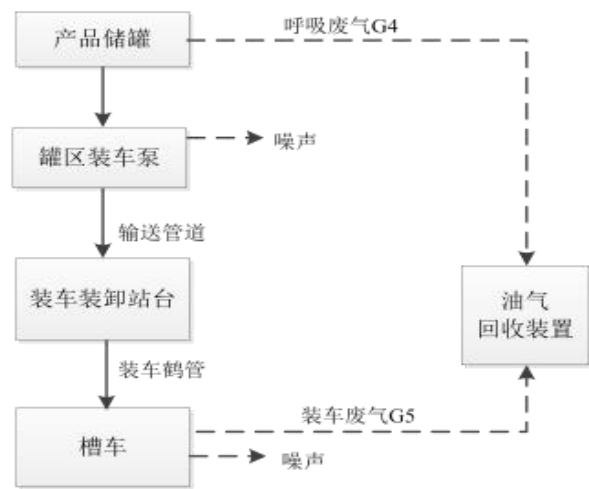 产品储罐
呼吸废气G4
罐区装车泵
噪声
输送管道
装车装卸站台
油气
回收装置
装车鹤管
槽车
装车废气G5
噪声